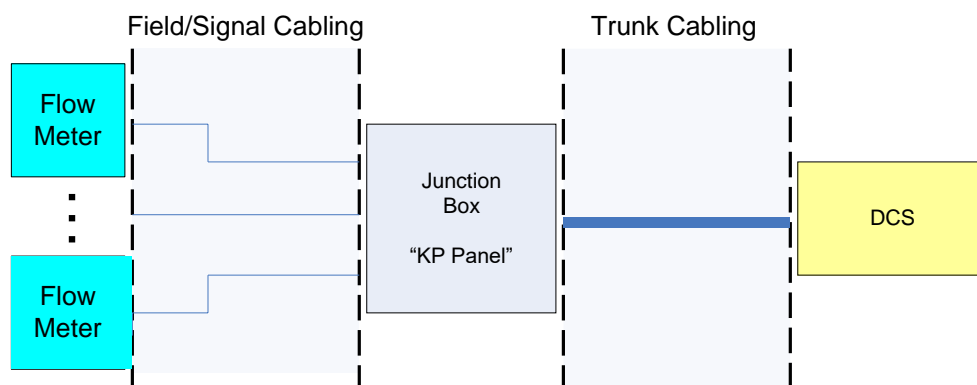 Field/Signal Cabling
Trunk Cabling
Flow
Meter
Junction
Box
“KP Panel”
DCS
Flow
Meter